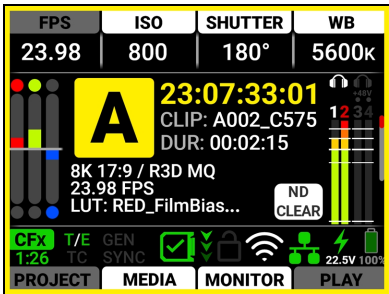 FPS ISO SHUTTER WB
23.98 800 180° 5600K
A
23:07:33:01
CLIP: A002_C575
DUR: 00:02:15
+48V
1 2 3 4
8K 17:9 / R3D MQ
23.98 FPS
LUT: RED_FilmBias...
ND
CLEAR
CFx T/E GEN
1:26 TC SYNC
22.5V 100%
PROJECT MEDIA MONITOR PLAY